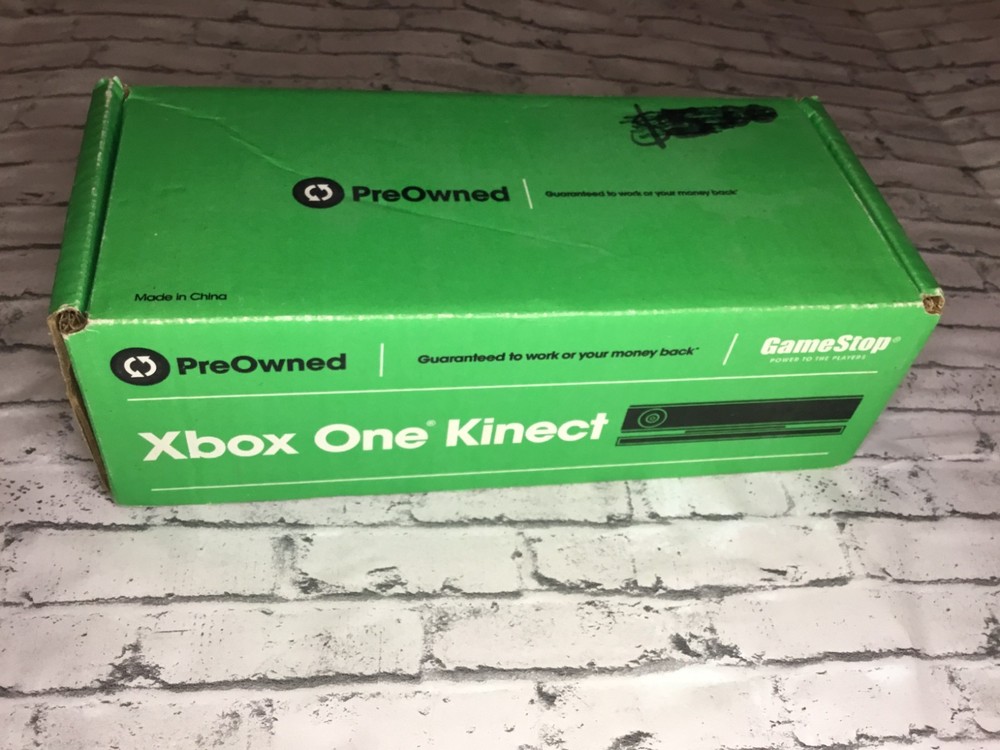 PreOwned | Guaranteed to work or your money back*
Made in China
PreOwned | Guaranteed to work or your money back* / GameStop®
POWER TO THE PLAYERS
Xbox One® Kinect